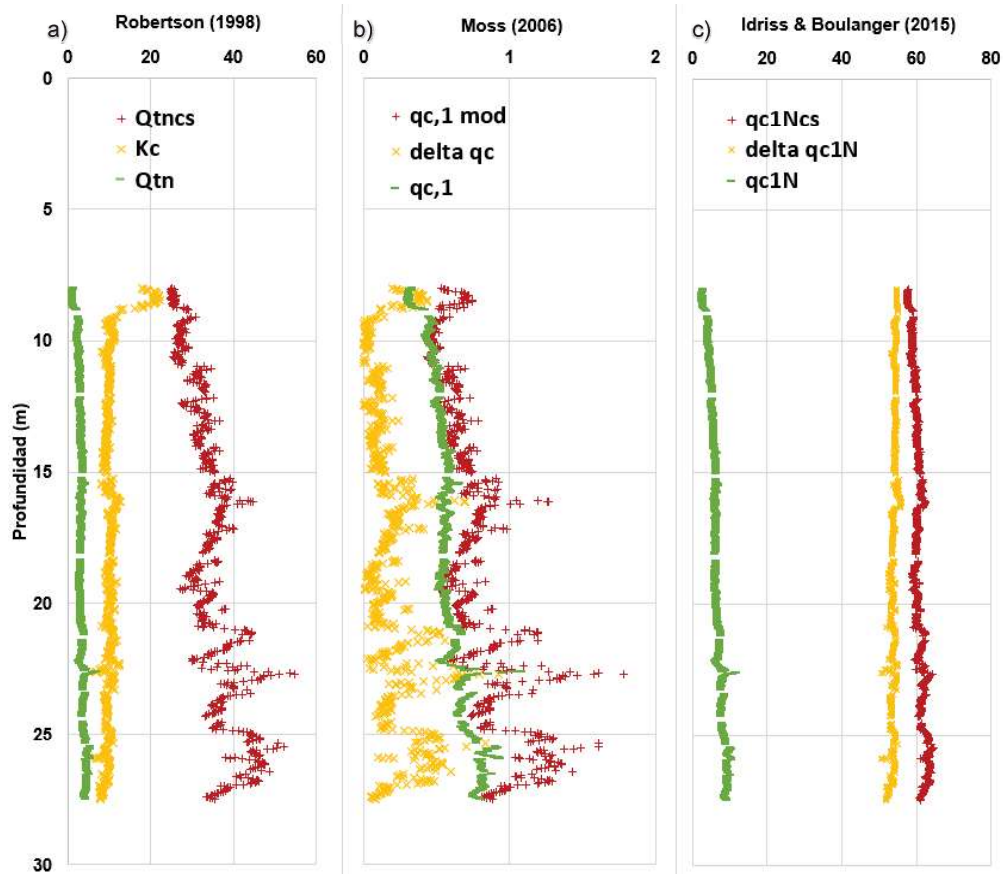 a) Robertson (1998)
0 20 40 60
Qtncs
Kc
Qtn
b) Moss (2006)
0 1 2
qc,1 mod
delta qc
qc,1
c) Idriss & Boulanger (2015)
0 20 40 60 80
qc1Ncs
delta qc1N
qc1N
Profundidad (m)
0
5
10
15
20
25
30